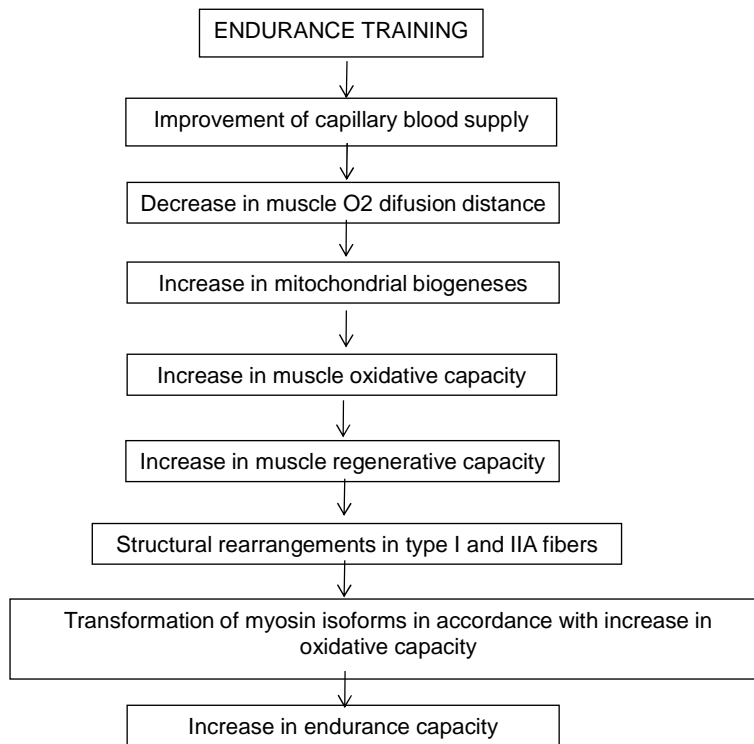 ENDURANCE TRAINING
Improvement of capillary blood supply
Decrease in muscle O2 difusion distance
Increase in mitochondrial biogeneses
Increase in muscle oxidative capacity
Increase in muscle regenerative capacity
Structural rearrangements in type I and IIA fibers
Transformation of myosin isoforms in accordance with increase in
oxidative capacity
Increase in endurance capacity